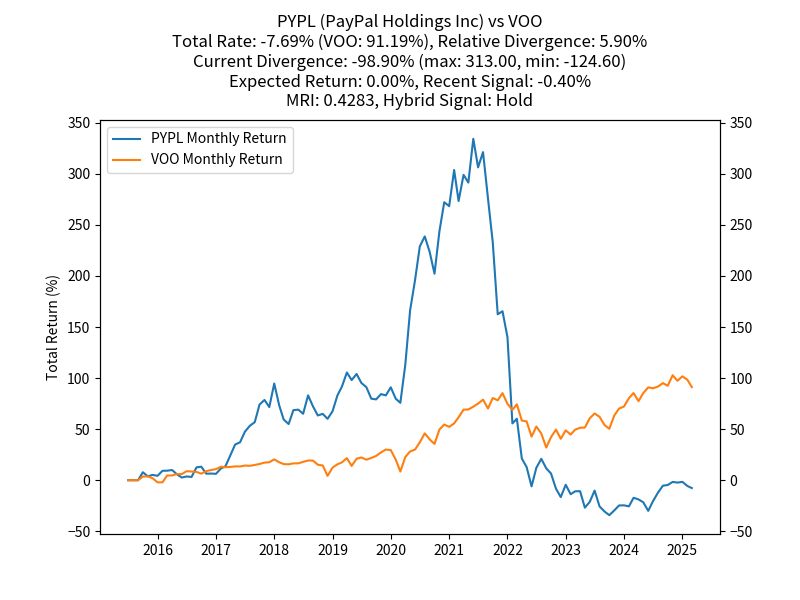 PYPL (PayPal Holdings Inc) vs VOO
Total Rate: -7.69% (VOO: 91.19%), Relative Divergence: 5.90%
Current Divergence: -98.90% (max: 313.00, min: -124.60)
Expected Return: 0.00%, Recent Signal: -0.40%
MRI: 0.4283, Hybrid Signal: Hold
PYPL Monthly Return
VOO Monthly Return
Total Return (%)
350 350
300 300
250 250
200 200
150 150
100 100
50 50
0 0
−50 −50
2016 2017 2018 2019 2020 2021 2022 2023 2024 2025